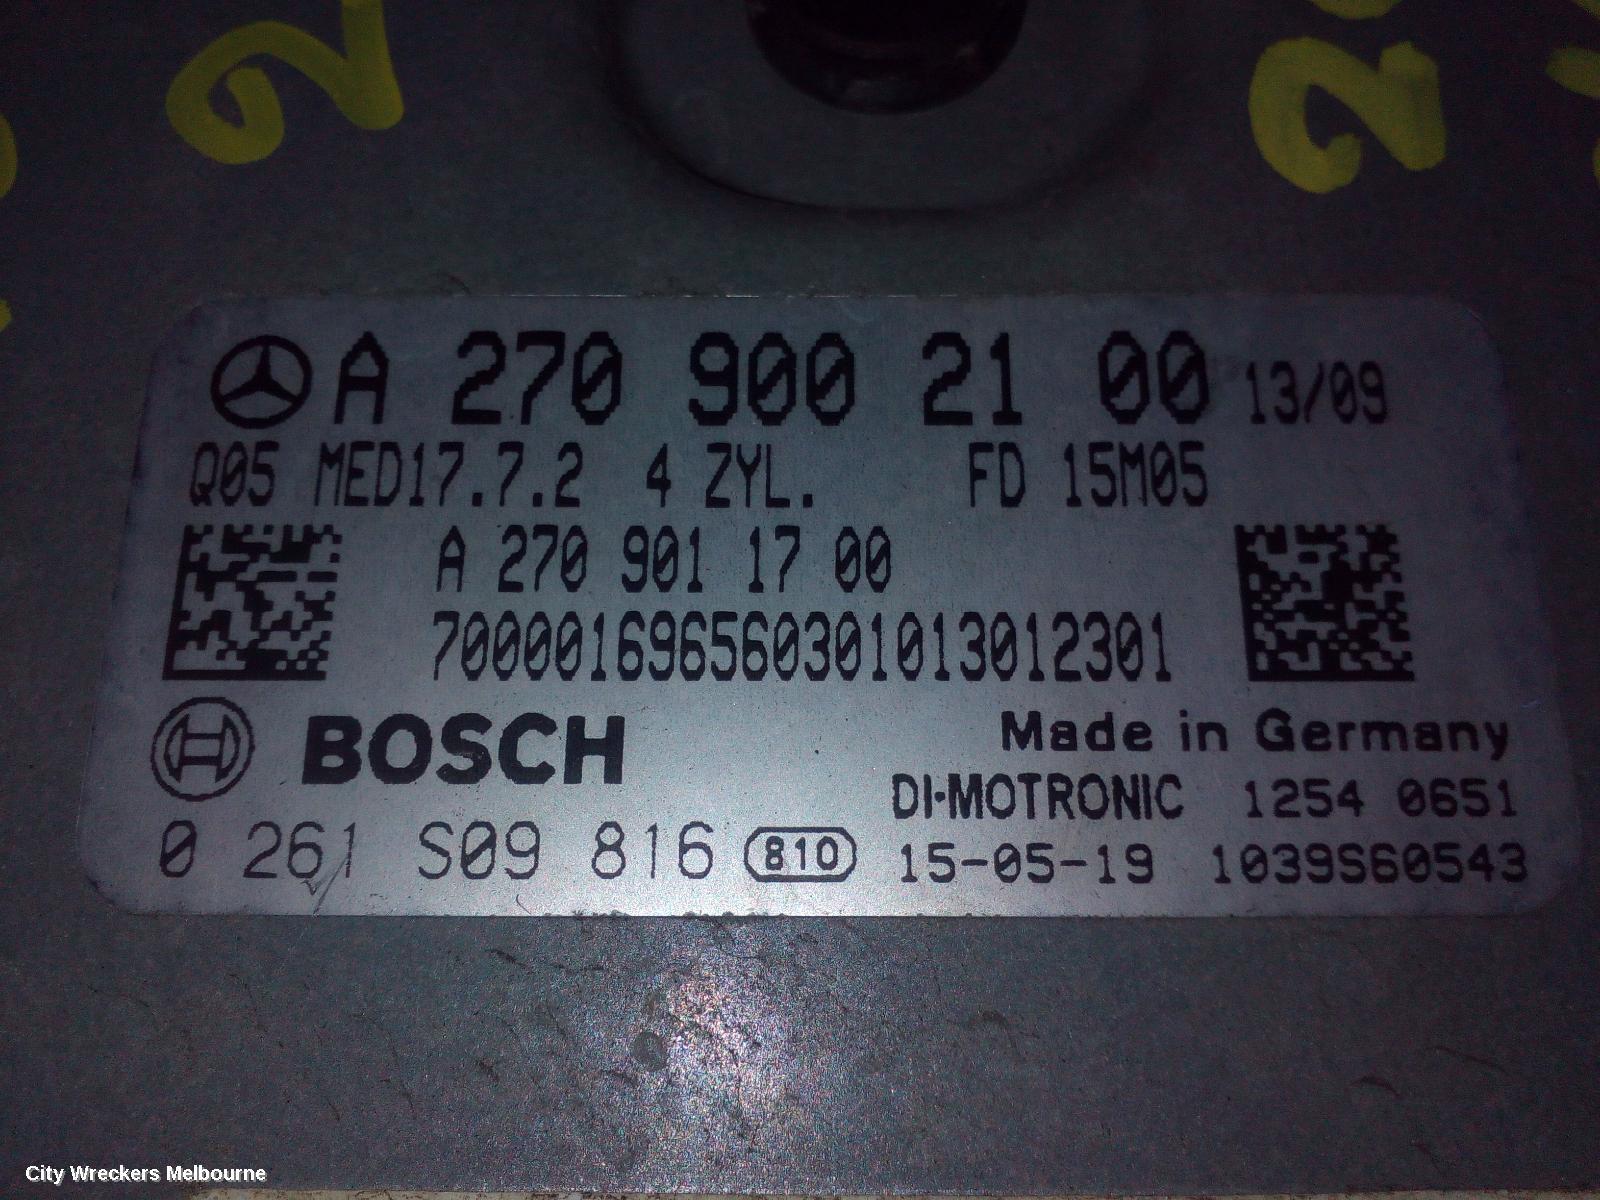 A 270 900 21 00 13/09
Q05 MED17.7.2 4 ZYL. FD 15M05
A 270 901 17 00
700001696560301013012301
BOSCH Made in Germany
DI·MOTRONIC 1254 0651
0 261 S09 816 810 15-05-19 1039S60543
City Wreckers Melbourne